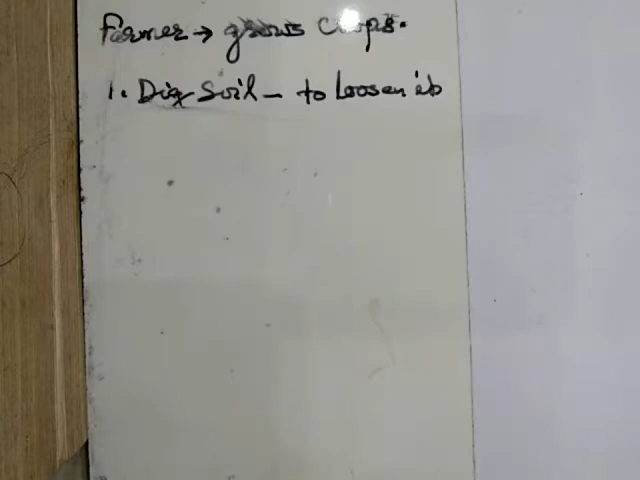 Farmer → grows crops.
1. Dig Soil - to Loosen it